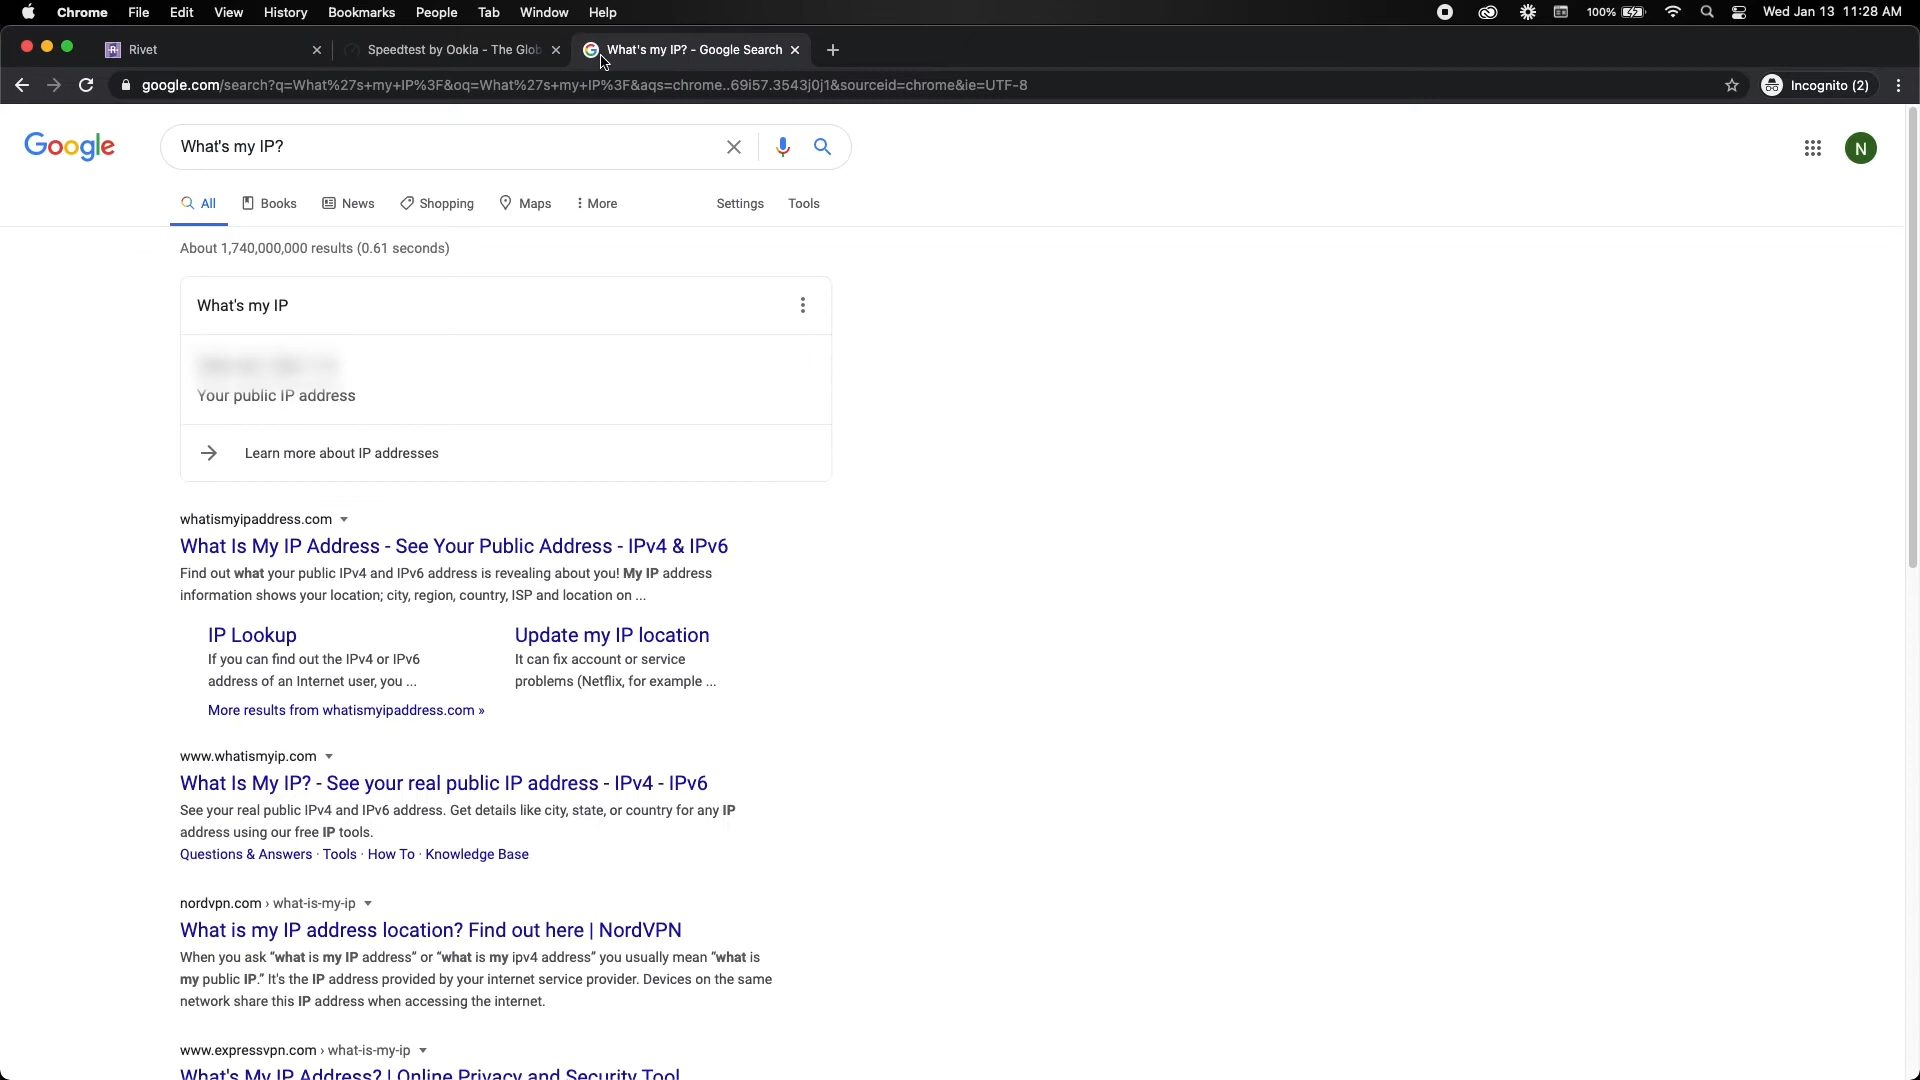 Chrome File Edit View History Bookmarks People Tab Window Help 100% Wed Jan 13 11:28 AM
Rivet Speedtest by Ookla - The Glob What's my IP? - Google Search
google.com/search?q=What%27s+my+IP%3F&oq=What%27s+my+IP%3F&aqs=chrome..69i57.3543j0j1&sourceid=chrome&ie=UTF-8 Incognito (2)
Google What's my IP? N
All Books News Shopping Maps More Settings Tools
About 1,740,000,000 results (0.61 seconds)
What's my IP
Your public IP address
Learn more about IP addresses
whatismyipaddress.com
What Is My IP Address - See Your Public Address - IPv4 & IPv6
Find out what your public IPv4 and IPv6 address is revealing about you! My IP address
information shows your location; city, region, country, ISP and location on ...
IP Lookup Update my IP location
If you can find out the IPv4 or IPv6 It can fix account or service
address of an Internet user, you ... problems (Netflix, for example ...
More results from whatismyipaddress.com »
www.whatismyip.com
What Is My IP? - See your real public IP address - IPv4 - IPv6
See your real public IPv4 and IPv6 address. Get details like city, state, or country for any IP
address using our free IP tools.
Questions & Answers · Tools · How To · Knowledge Base
nordvpn.com › what-is-my-ip
What is my IP address location? Find out here | NordVPN
When you ask “what is my IP address” or “what is my ipv4 address” you usually mean “what is
my public IP.” It's the IP address provided by your internet service provider. Devices on the same
network share this IP address when accessing the internet.
www.expressvpn.com › what-is-my-ip
What's My IP Address? | Online Privacy and Security Tool